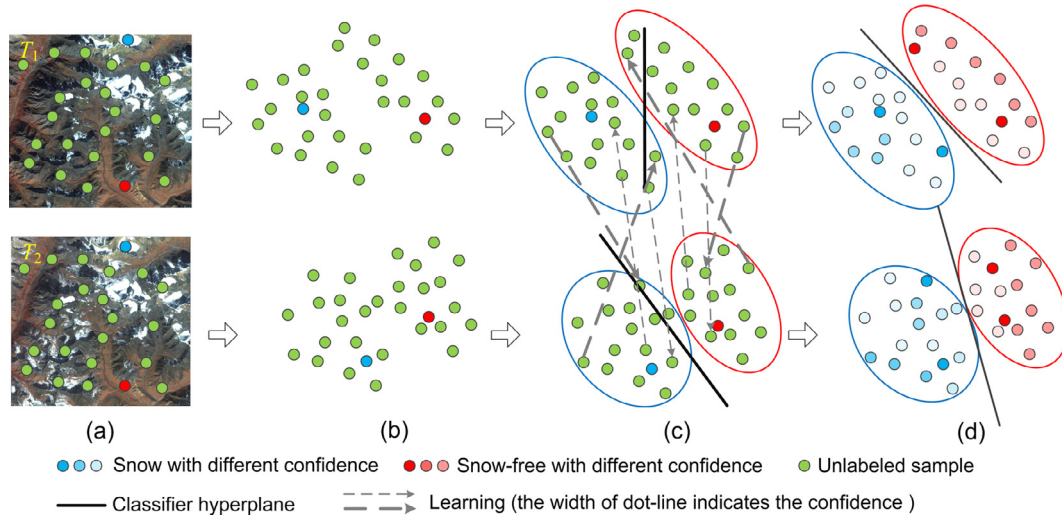 T1
T2
(a) (b) (c) (d)
Snow with different confidence Snow-free with different confidence Unlabeled sample
Classifier hyperplane Learning (the width of dot-line indicates the confidence )